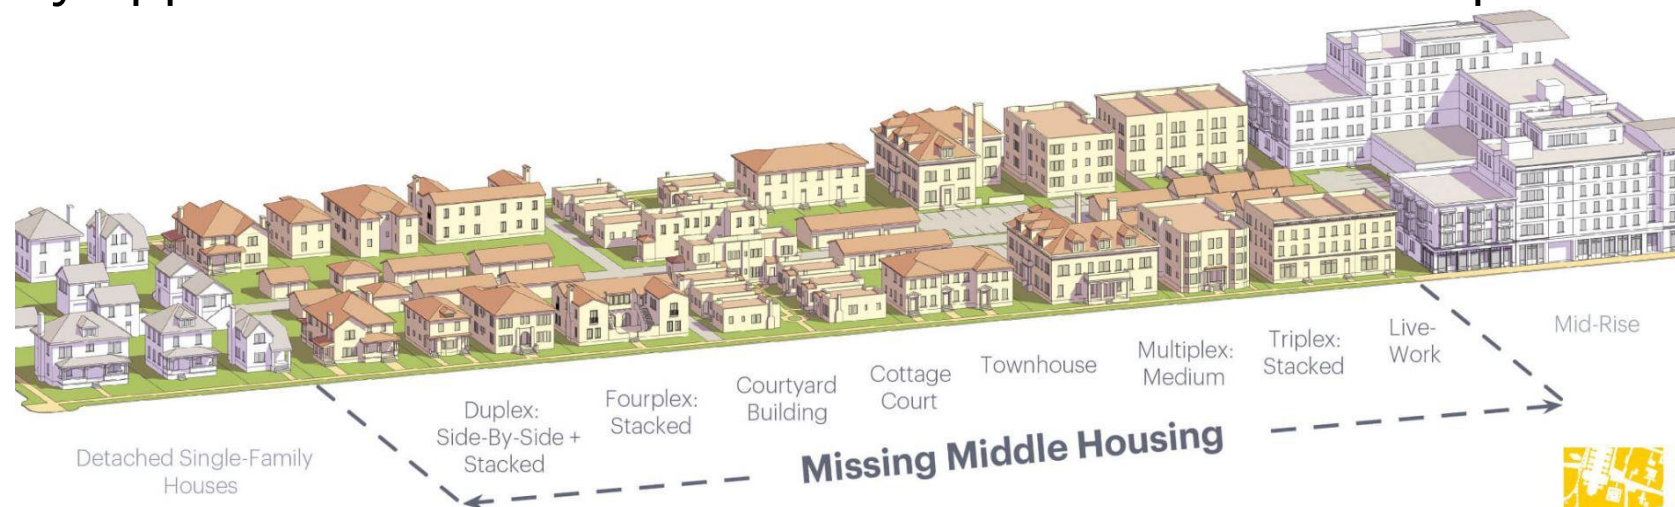 Detached Single-Family
Houses
Duplex:
Side-By-Side +
Stacked
Fourplex:
Stacked
Courtyard
Building
Cottage
Court
Townhouse
Multiplex:
Medium
Triplex:
Stacked
Live-
Work
Mid-Rise
Missing Middle Housing